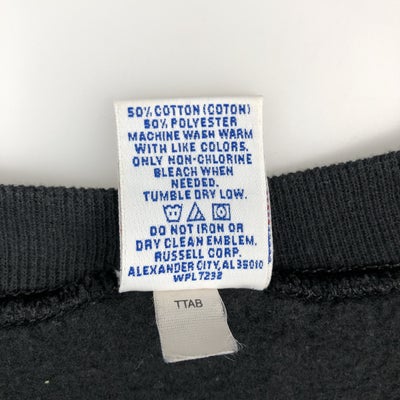 50% COTTON (COTON)
50% POLYESTER
MACHINE WASH WARM
WITH LIKE COLORS.
ONLY NON-CHLORINE
BLEACH WHEN
NEEDED.
TUMBLE DRY LOW.
DO NOT IRON OR
DRY CLEAN EMBLEM.
RUSSELL CORP.
ALEXANDER CITY, AL 35010
WPL 7232
TTAB